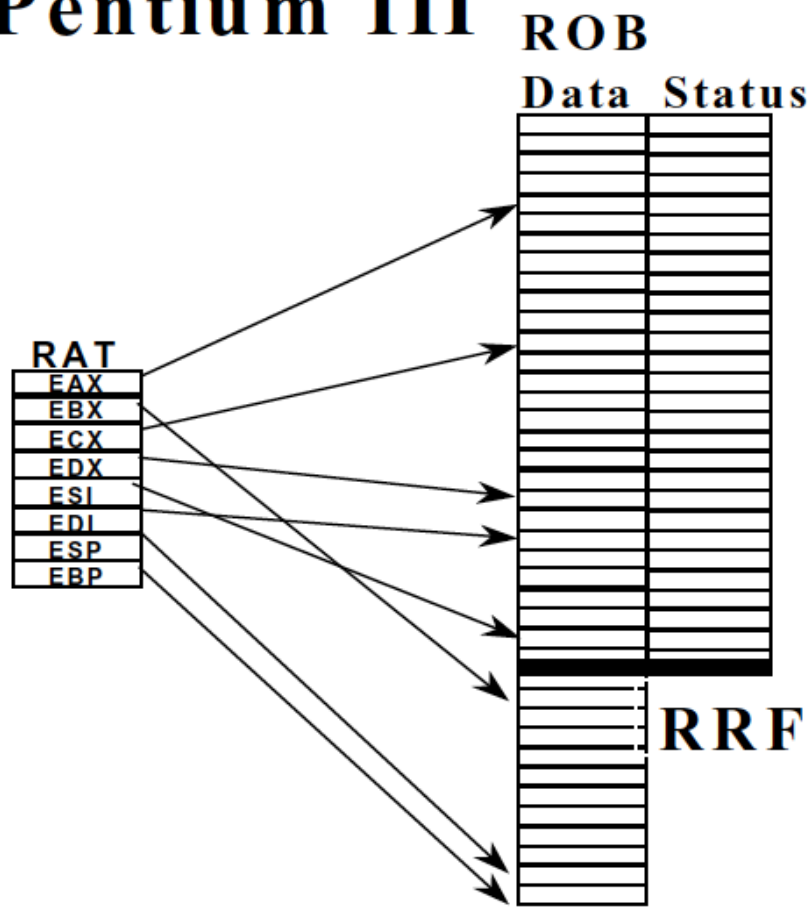 Pentium III
ROB
Data Status
RAT
EAX
EBX
ECX
EDX
ESI
EDI
ESP
EBP
RRF